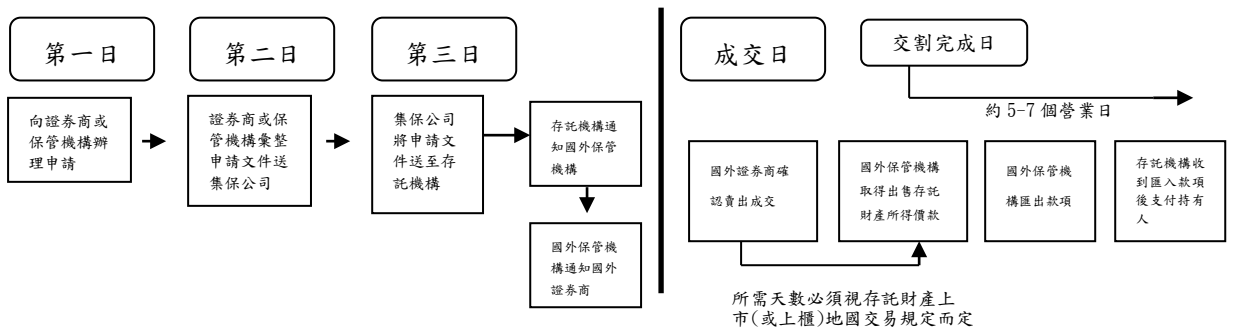 第一日
第二日
第三日
成交日
交割完成日
約 5-7 個營業日
向證券商或
保管機構辦
理申請
證券商或保
管機構彙整
申請文件送
集保公司
集保公司
將申請文
件送至存
託機構
存託機構通
知國外保管
機構
國外保管機
構通知國外
證券商
國外證券商確
認賣出成交
國外保管機構
取得出售存託
財產所得價款
國外保管機
構匯出款項
存託機構收
到匯入款項
後支付持有
人
所需天數必須視存託財產上
市(或上櫃)地國交易規定而定